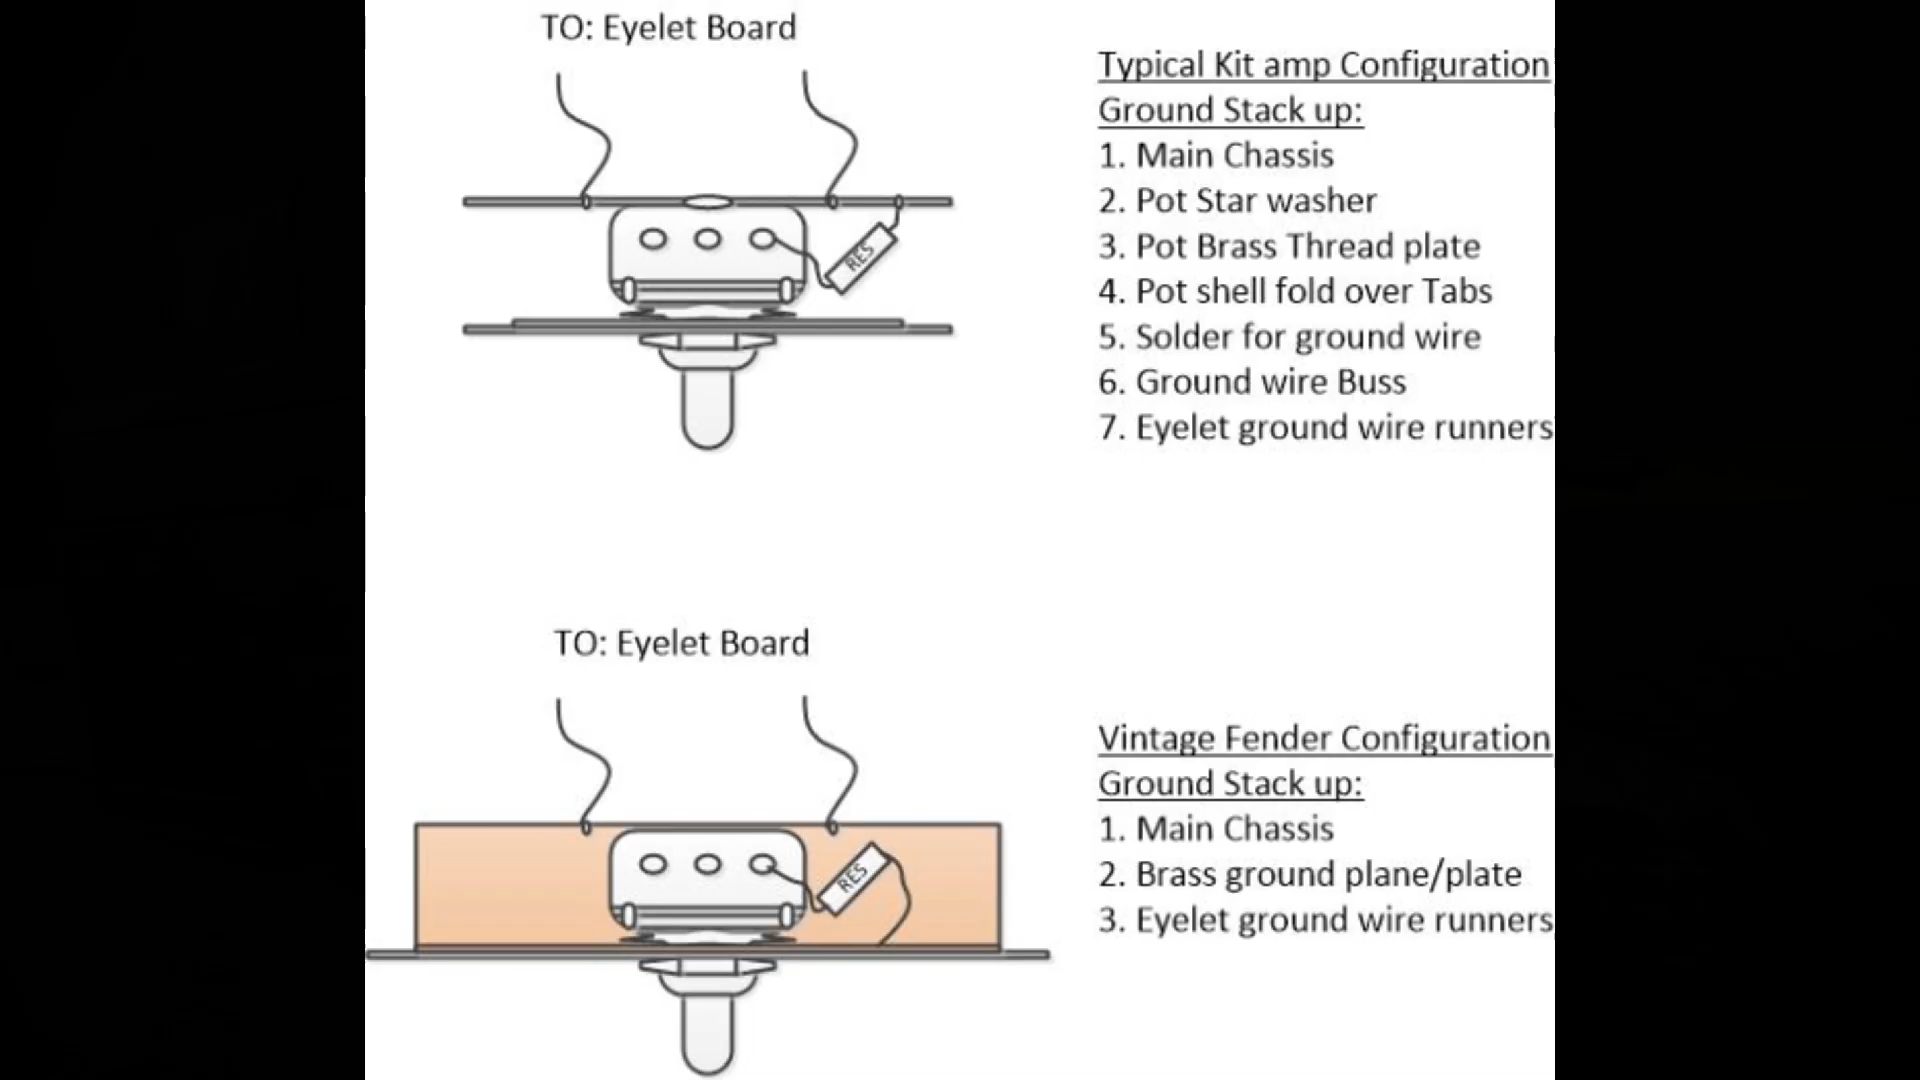 TO: Eyelet Board
Typical Kit amp Configuration
Ground Stack up:
1. Main Chassis
2. Pot Star washer
3. Pot Brass Thread plate
4. Pot shell fold over Tabs
5. Solder for ground wire
6. Ground wire Buss
7. Eyelet ground wire runners
RES
TO: Eyelet Board
Vintage Fender Configuration
Ground Stack up:
1. Main Chassis
2. Brass ground plane/plate
3. Eyelet ground wire runners
RES